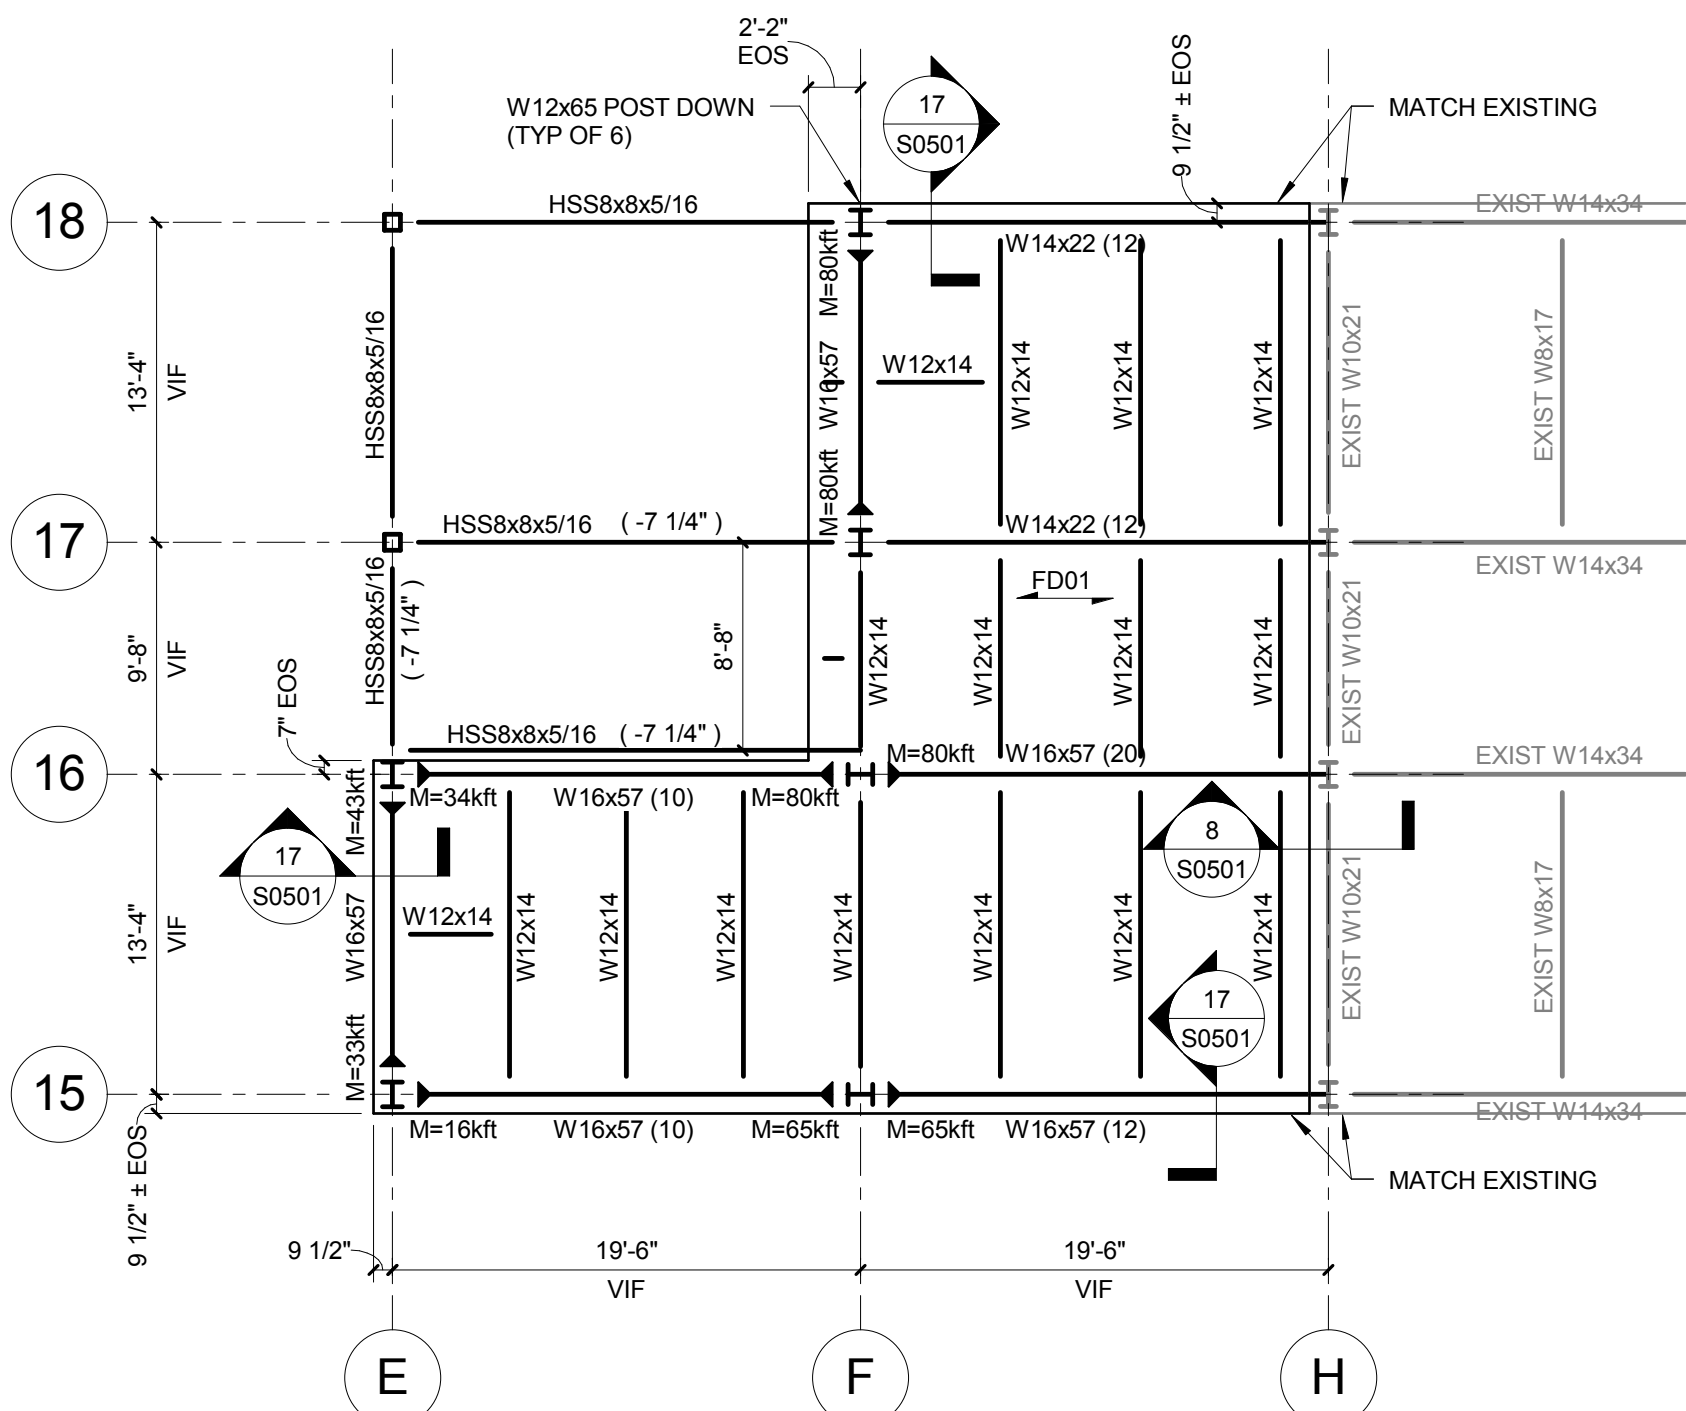 2'-2"
EOS
W12x65 POST DOWN
(TYP OF 6)
17
S0501
9 1/2" ± EOS
MATCH EXISTING
18
HSS8x8x5/16
EXIST W14x34
M=80kft
W14x22 (12)
13'-4"
VIF
HSS8x8x5/16
W16x57
W12x14
W12x14
W12x14
W12x14
EXIST W10x21
EXIST W8x17
M=80kft
17
HSS8x8x5/16 ( -7 1/4" )
W14x22 (12)
EXIST W14x34
9'-8"
VIF
HSS8x8x5/16
( -7 1/4" )
8'-8"
FD01
W12x14
W12x14
W12x14
W12x14
EXIST W10x21
7" EOS
HSS8x8x5/16 ( -7 1/4" )
M=80kft
W16x57 (20)
EXIST W14x34
16
M=43kft
M=34kft
W16x57 (10)
M=80kft
17
S0501
8
S0501
13'-4"
VIF
W16x57
W12x14
W12x14
W12x14
W12x14
W12x14
W12x14
W12x14
W12x14
EXIST W10x21
EXIST W8x17
17
S0501
M=33kft
15
M=16kft
W16x57 (10)
M=65kft
M=65kft
W16x57 (12)
EXIST W14x34
9 1/2" ± EOS
MATCH EXISTING
9 1/2"
19'-6"
VIF
19'-6"
VIF
E
F
H